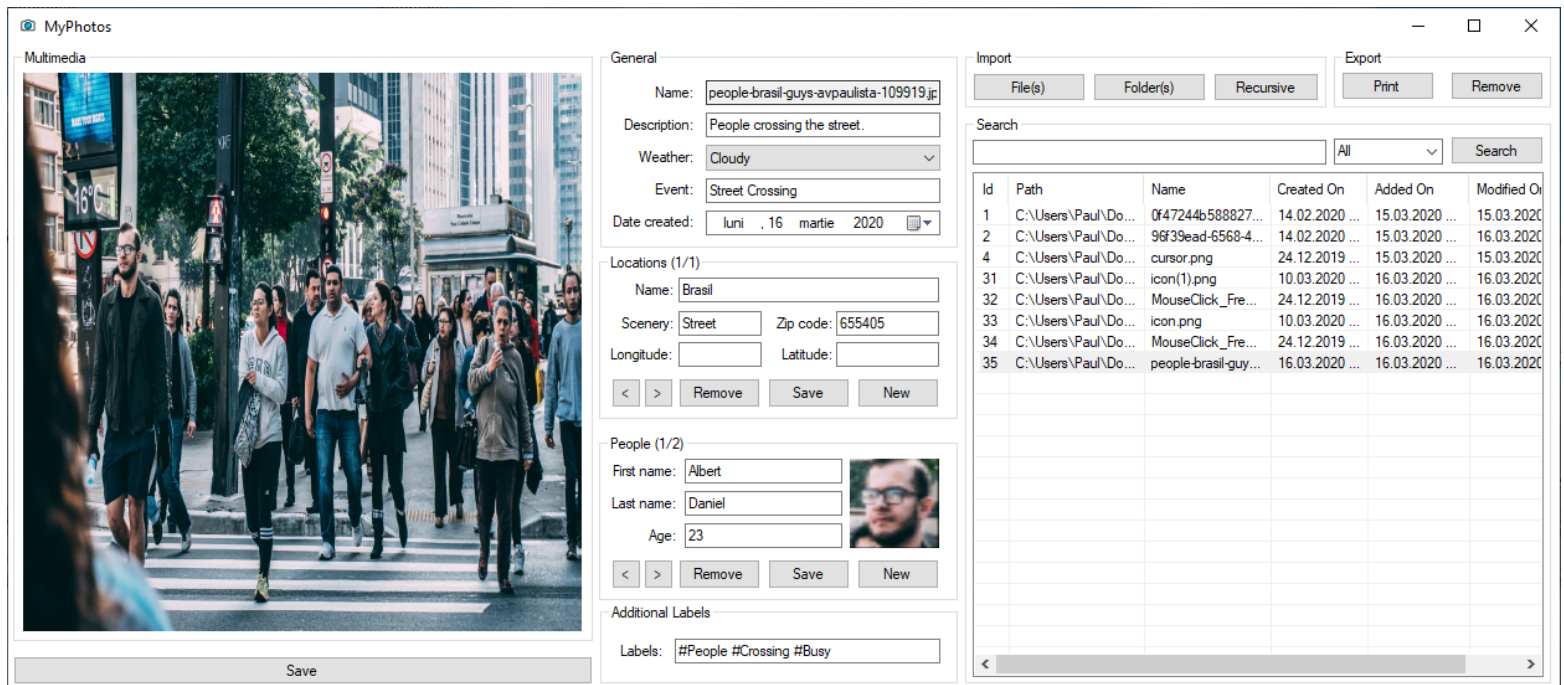 MyPhotos
Multimedia
MAKE YOUR MARK
16°C
Save
General
Name: people-brasil-guys-avpaulista-109919.jp
Description: People crossing the street.
Weather: Cloudy
Event: Street Crossing
Date created: luni , 16 martie 2020
Locations (1/1)
Name: Brasil
Scenery: Street Zip code: 655405
Longitude: Latitude:
< > Remove Save New
People (1/2)
First name: Albert
Last name: Daniel
Age: 23
< > Remove Save New
Additional Labels
Labels: #People #Crossing #Busy
Import
File(s) Folder(s) Recursive
Export
Print Remove
Search
All Search
Id Path Name Created On Added On Modified On
1 C:\Users\Paul\Do... 0f47244b588827... 14.02.2020 ... 15.03.2020 ... 15.03.2020
2 C:\Users\Paul\Do... 96f39ead-6568-4... 14.02.2020 ... 15.03.2020 ... 16.03.2020
4 C:\Users\Paul\Do... cursor.png 24.12.2019 ... 15.03.2020 ... 16.03.2020
31 C:\Users\Paul\Do... icon(1).png 10.03.2020 ... 16.03.2020 ... 16.03.2020
32 C:\Users\Paul\Do... MouseClick_Fre... 24.12.2019 ... 16.03.2020 ... 16.03.2020
33 C:\Users\Paul\Do... icon.png 10.03.2020 ... 16.03.2020 ... 16.03.2020
34 C:\Users\Paul\Do... MouseClick_Fre... 24.12.2019 ... 16.03.2020 ... 16.03.2020
35 C:\Users\Paul\Do... people-brasil-guy... 16.03.2020 ... 16.03.2020 ... 16.03.2020